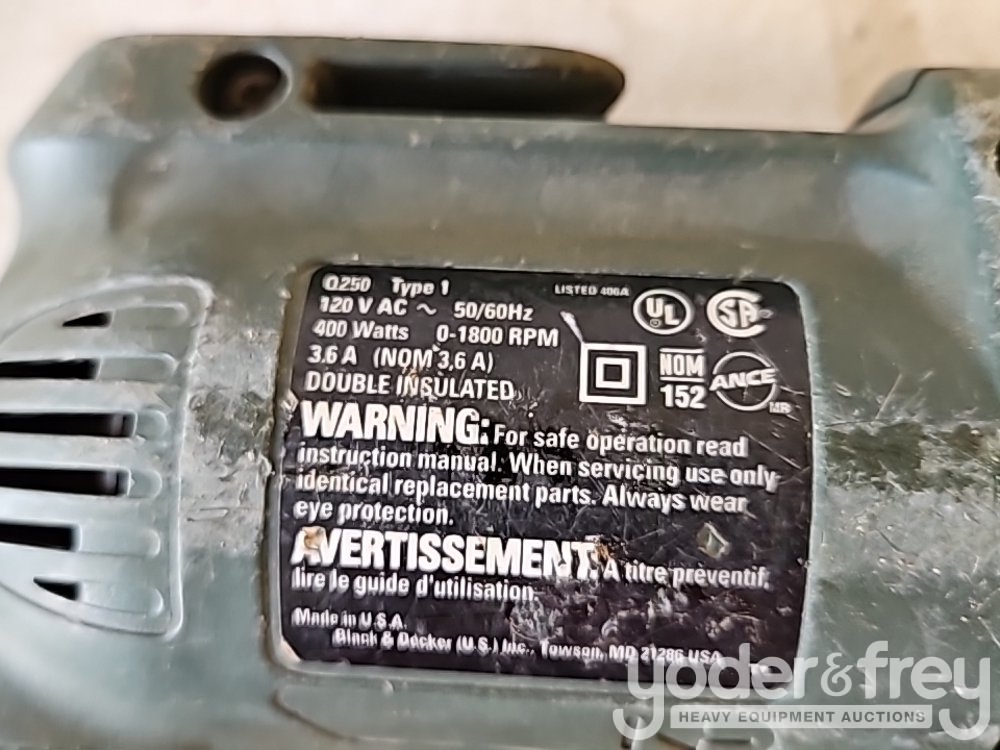 Q250 Type 1
LISTED 406A
UL
SA
120 V AC ~ 50/60Hz
400 Watts 0-1800 RPM
3.6 A (NOM 3,6 A)
NOM
152
ANCE
DOUBLE INSULATED
WARNING: For safe operation read
instruction manual. When servicing use only
identical replacement parts. Always wear
eye protection.
AVERTISSEMENT: A titre préventif,
lire le guide d'utilisation.
Made in U.S.A.
Black & Decker (U.S.) Inc., Towson, MD 21286 USA
yoder&frey
HEAVY EQUIPMENT AUCTIONS